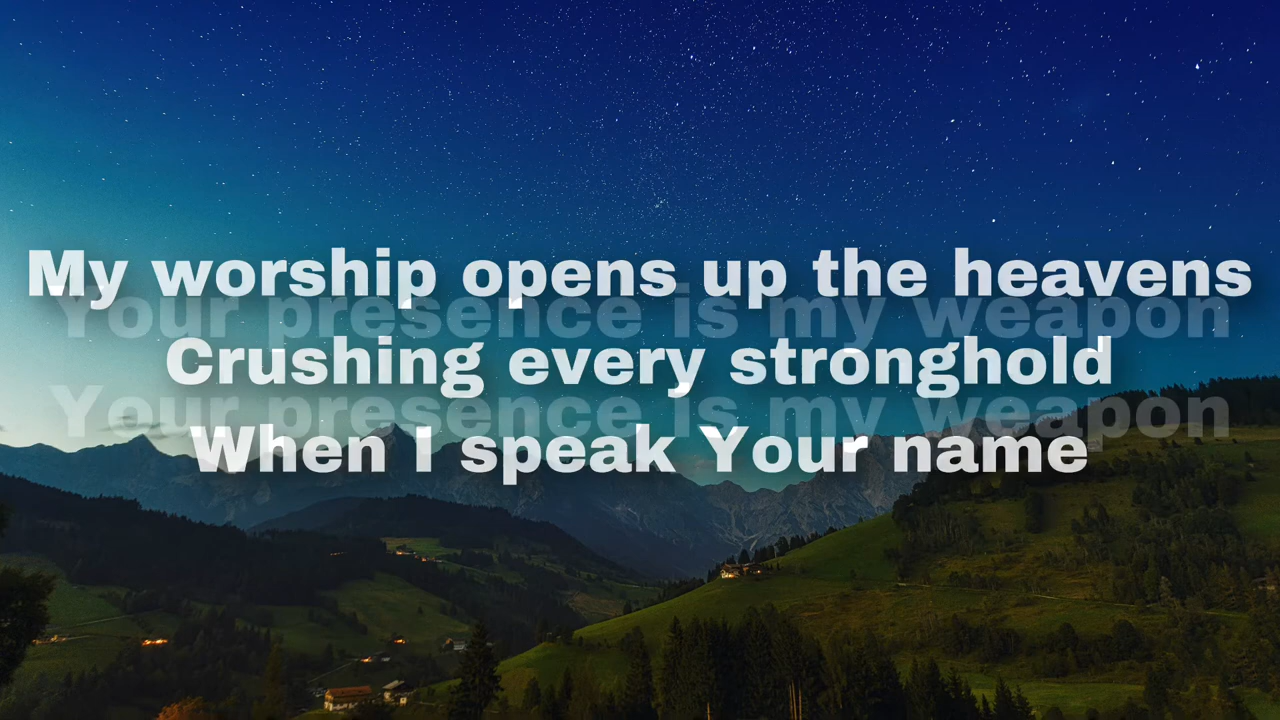 My worship opens up the heavens
Your presence is my weapon
Crushing every stronghold
Your presence is my weapon
When I speak Your name